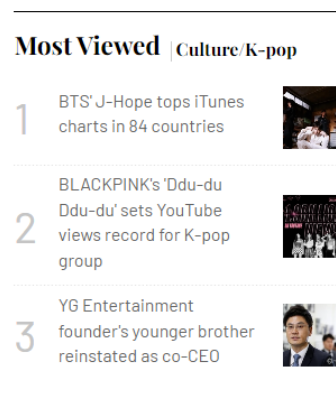 Most Viewed | Culture/K-pop
1
BTS' J-Hope tops iTunes
charts in 84 countries
2
BLACKPINK's 'Ddu-du
Ddu-du' sets YouTube
views record for K-pop
group
3
YG Entertainment
founder's younger brother
reinstated as co-CEO